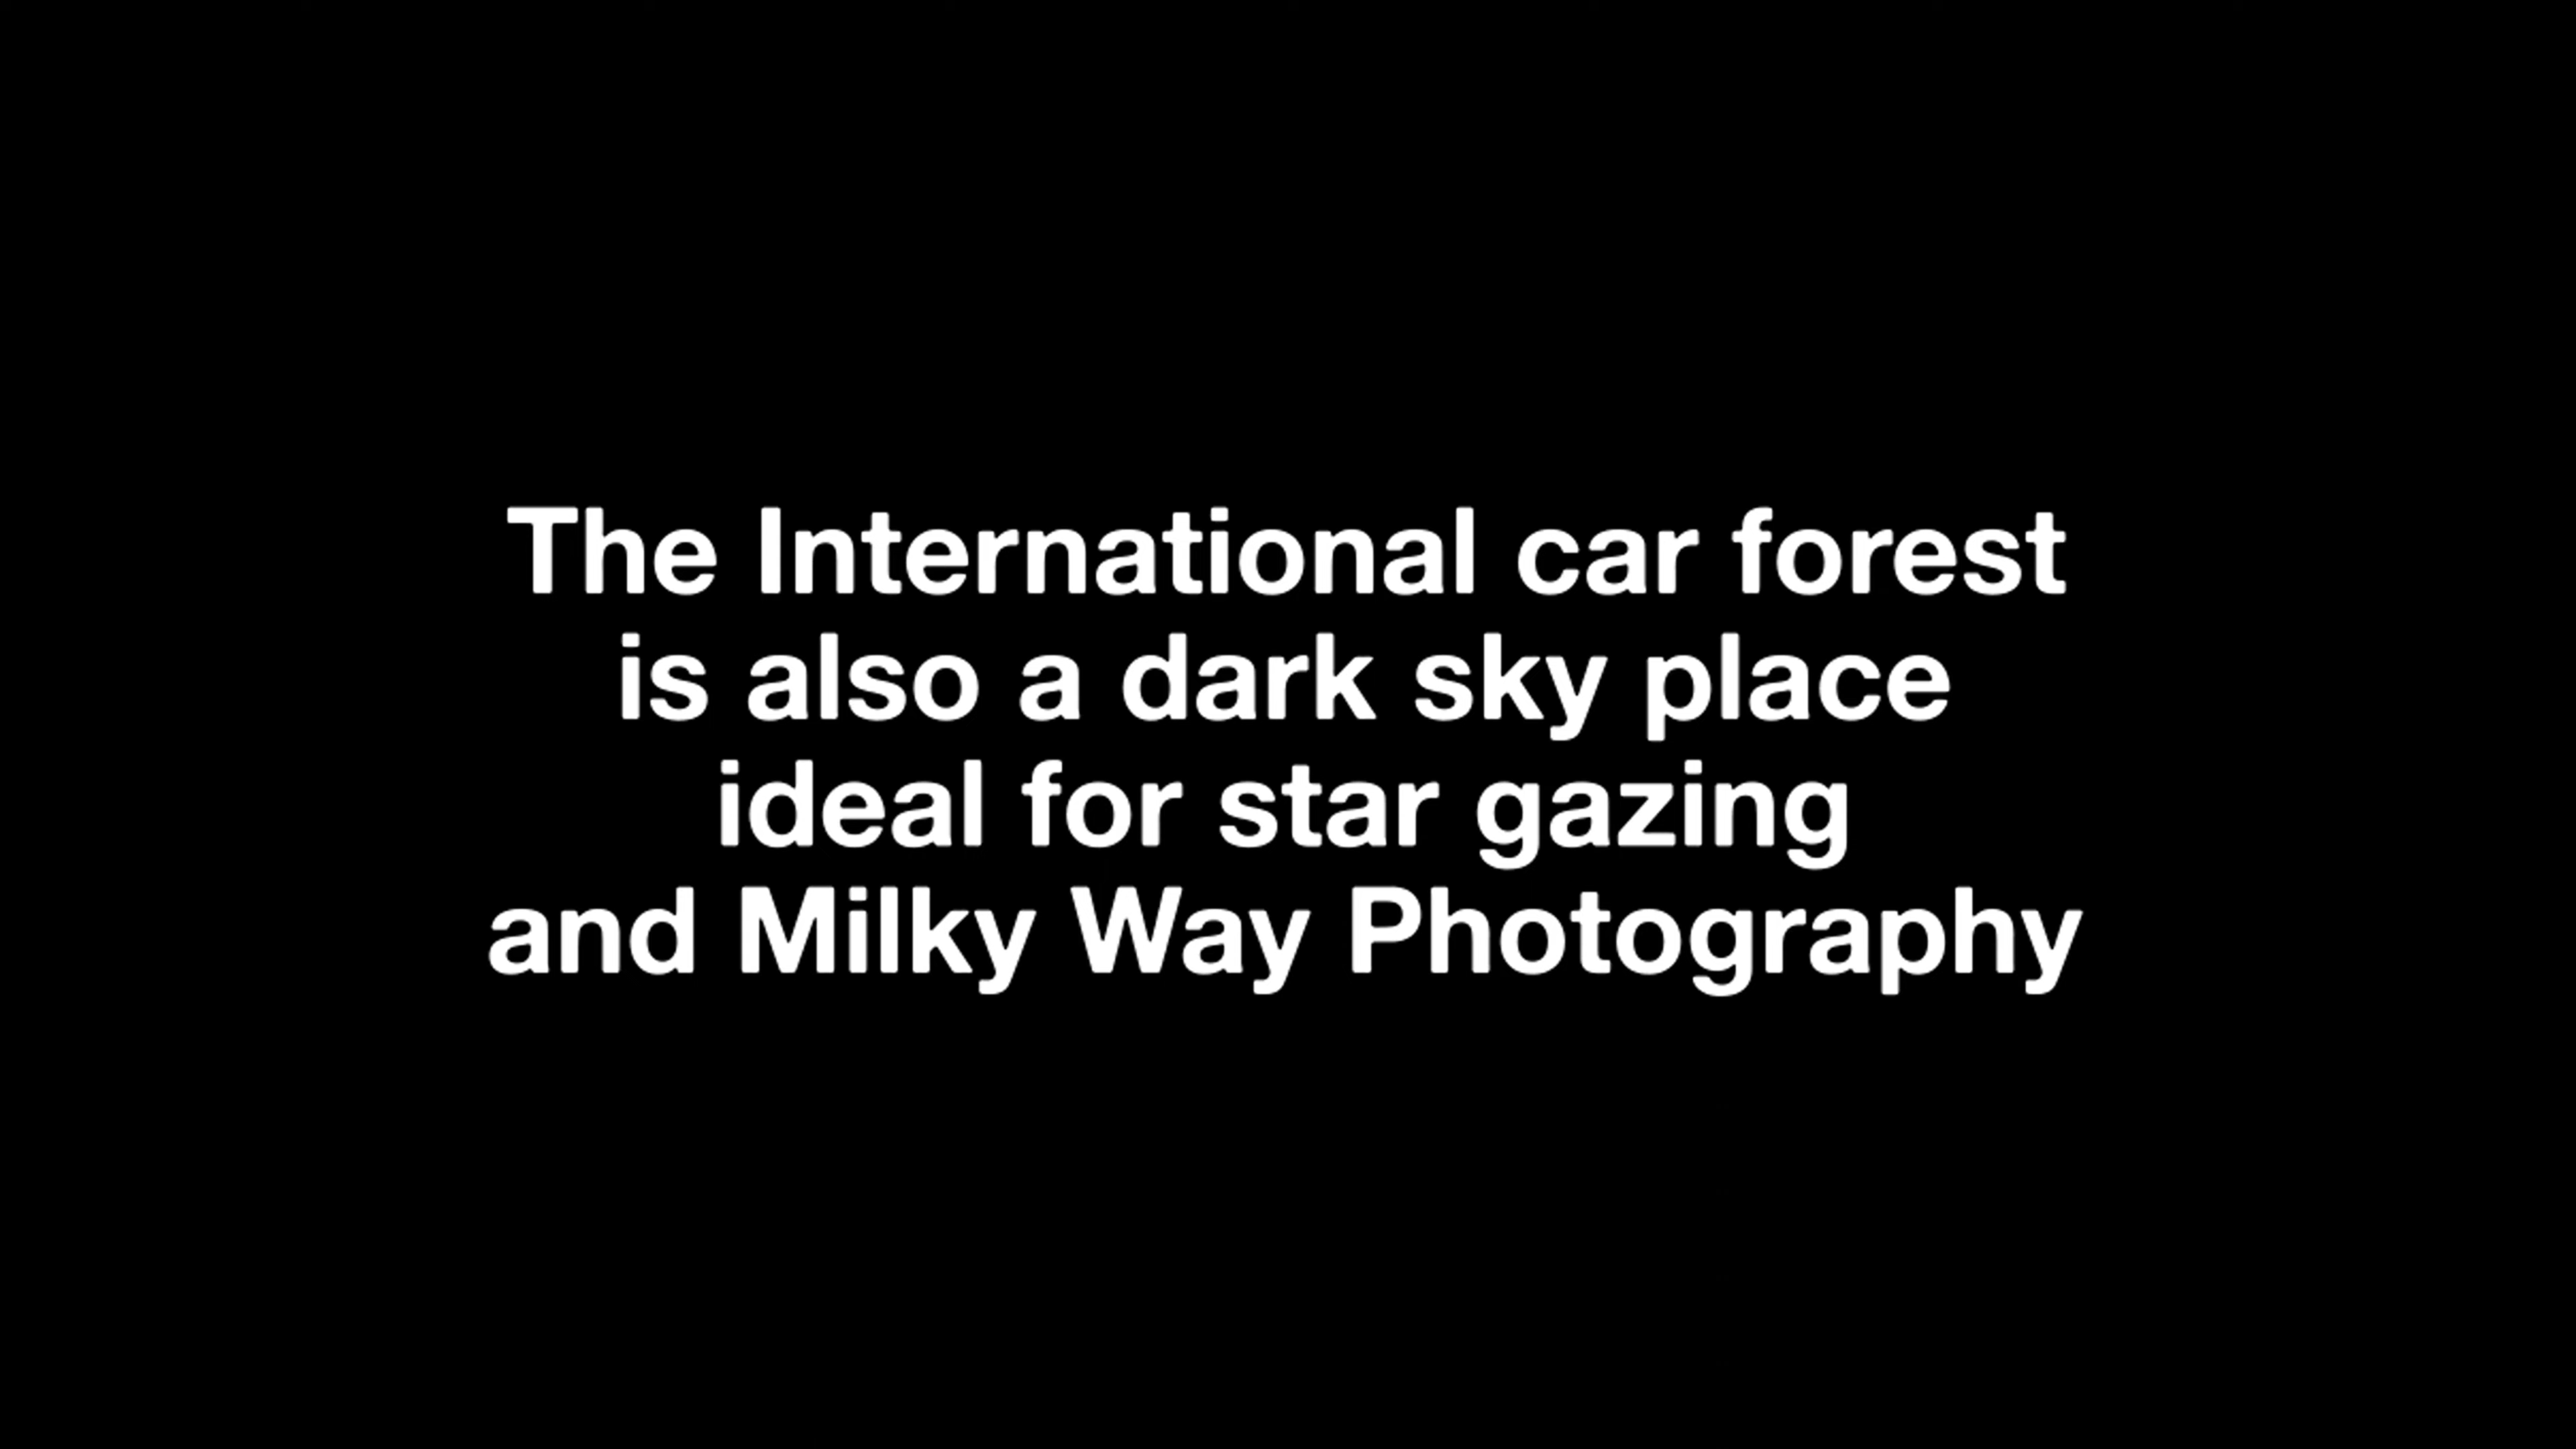 The International car forest
is also a dark sky place
ideal for star gazing
and Milky Way Photography